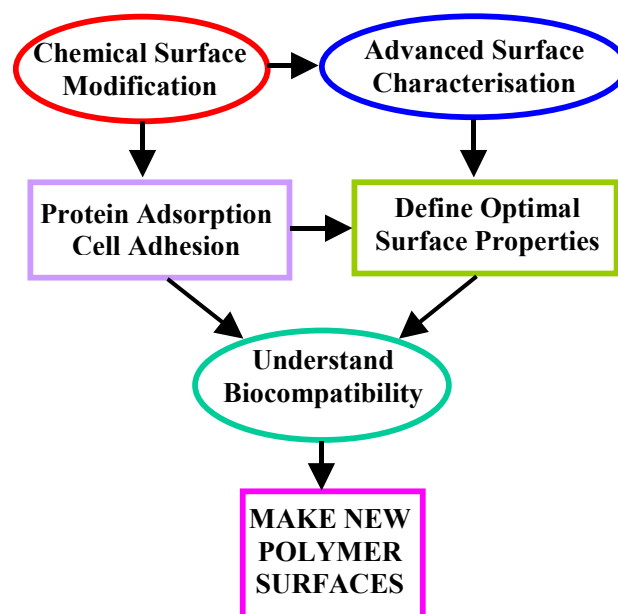 Chemical Surface
Modification
Advanced Surface
Characterisation
Protein Adsorption
Cell Adhesion
Define Optimal
Surface Properties
Understand
Biocompatibility
MAKE NEW
POLYMER
SURFACES